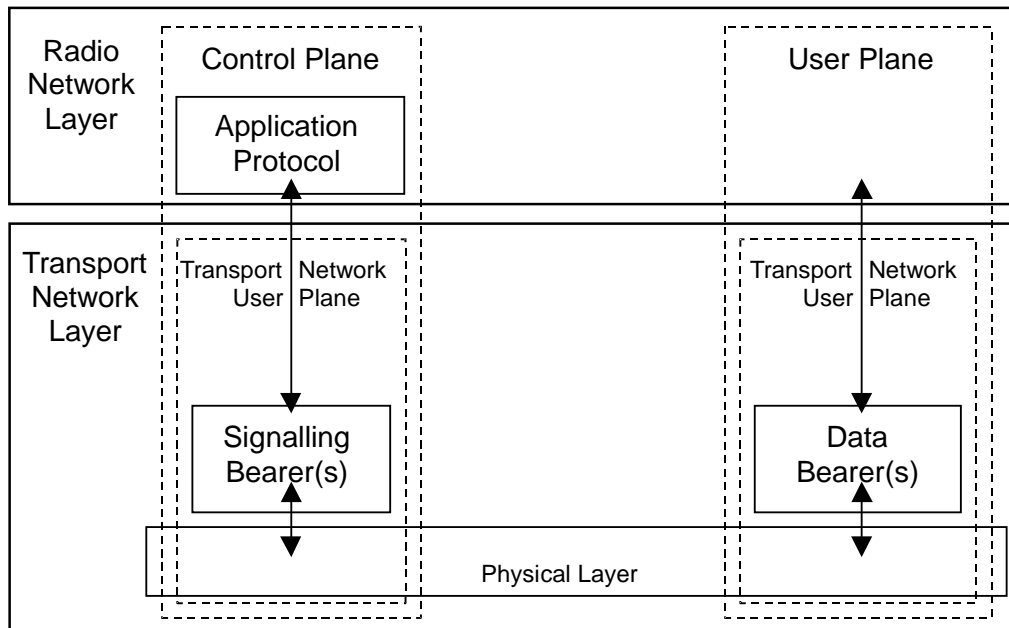 Radio
Network
Layer
Control Plane
User Plane
Application
Protocol
Transport
Network
Layer
Transport Network
User Plane
Transport Network
User Plane
Signalling
Bearer(s)
Data
Bearer(s)
Physical Layer